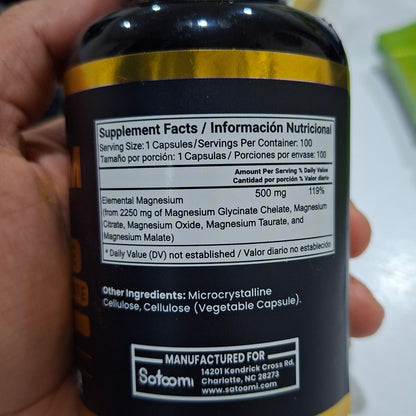 Supplement Facts / Información Nutricional
Serving Size: 1 Capsules/Servings Per Container: 100
Tamaño por porción: 1 Capsulas / Porciones por envase: 100
Amount Per Serving % Daily Value
Cantidad por porción % Valor diario
Elemental Magnesium 500 mg 119%
(from 2250 mg of Magnesium Glycinate Chelate, Magnesium
Citrate, Magnesium Oxide, Magnesium Taurate, and
Magnesium Malate)
* Daily Value (DV) not established / Valor diario no establecido
Other Ingredients: Microcrystalline
Cellulose, Cellulose (Vegetable Capsule).
MANUFACTURED FOR
Satoomi
14201 Kendrick Cross Rd,
Charlotte, NC 28273
www.satoomi.com